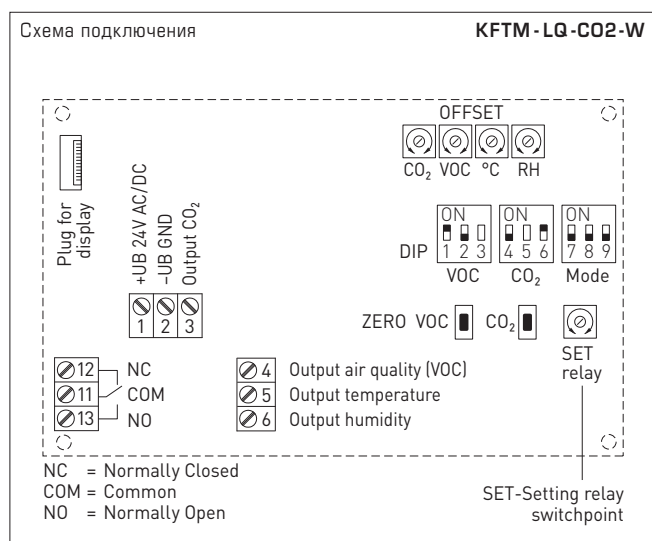 Схема подключения
KFTM - LQ - CO2 - W
OFFSET
CO₂ VOC °C RH
Plug for
display
+UB 24V AC/DC
–UB GND
Output CO₂
1 2 3
ON ON ON
DIP 1 2 3 4 5 6 7 8 9
VOC CO₂ Mode
ZERO VOC CO₂
SET
relay
12 NC
11 COM
13 NO
4 Output air quality (VOC)
5 Output temperature
6 Output humidity
NC = Normally Closed
COM = Common
NO = Normally Open
SET-Setting relay
switchpoint